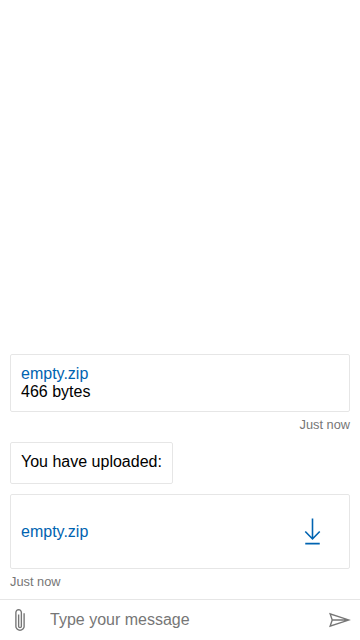 empty.zip
466 bytes
Just now
You have uploaded:
empty.zip
Just now
Type your message